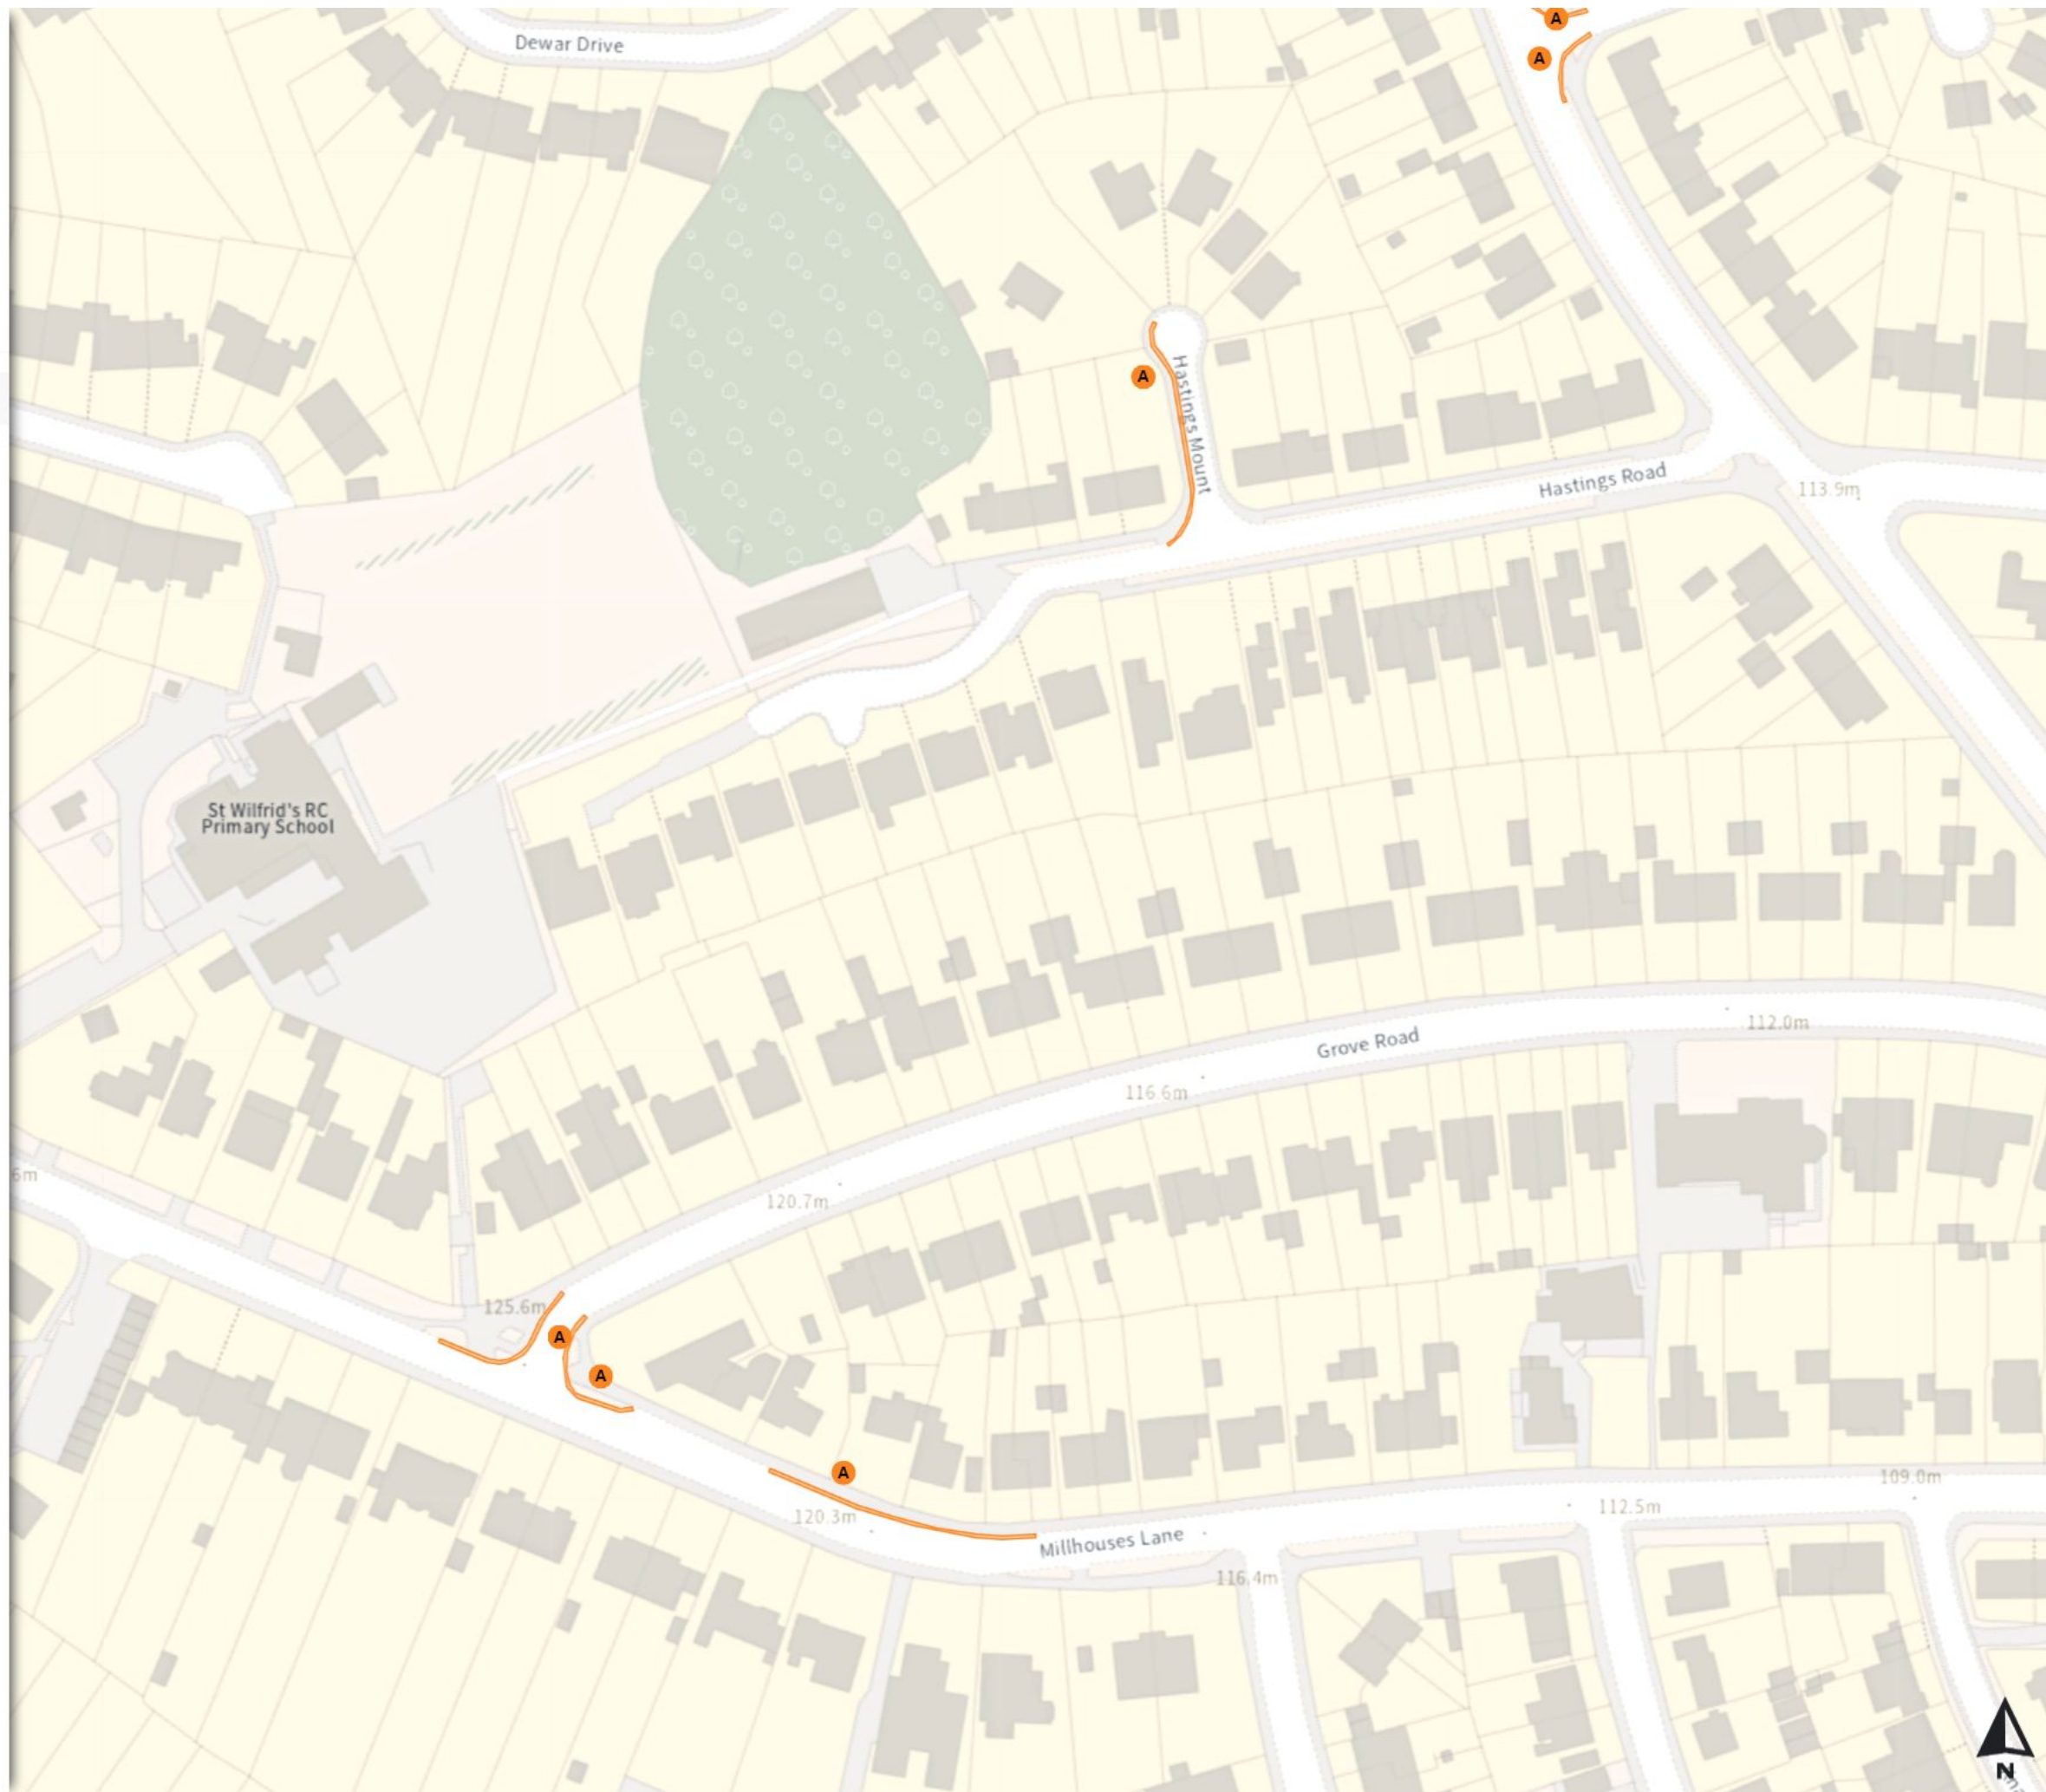 A
Dewar Drive
A
A
Hastings Mount
Hastings Road
113.9m
St Wilfrid's RC
Primary School
112.0m
Grove Road
116.6m
6m
120.7m
125.6m
A
A
A
109.0m
112.5m
120.3m
Millhouses Lane
116.4m
N